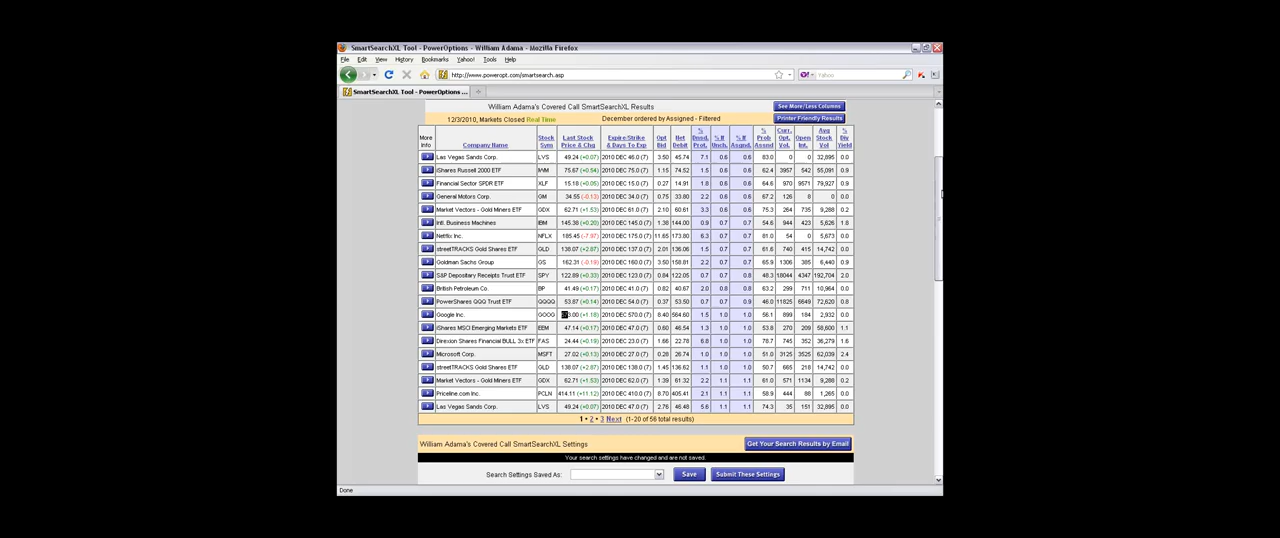 SmartSearchXL Tool - PowerOptions - William Adama - Mozilla Firefox
File Edit View History Bookmarks Yahoo! Tools Help
http://www.poweropt.com/smartsearch.asp Yahoo
SmartSearchXL Tool - PowerOptions ...
William Adama's Covered Call SmartSearchXL Results See More/Less Columns
12/3/2010, Markets Closed Real Time December ordered by Assigned - Filtered Printer Friendly Results
More Info Company Name Stock Sym Last Stock Price & Chg Expire Strike & Days To Exp Opt Bid Net Debit % Dnsd. Prot. % If Unch. % If Assgnd. % Prob Assnd Curr. Opt. Vol. Open Int. Avg Stock Vol % Div Yield
Las Vegas Sands Corp. LVS 49.24 (+0.07) 2010 DEC 46.0 (7) 3.50 45.74 7.1 0.6 0.6 83.0 0 0 32,895 0.0
iShares Russell 2000 ETF IWM 75.67 (+0.54) 2010 DEC 75.0 (7) 1.15 74.52 1.5 0.6 0.6 62.4 3957 542 55,091 0.9
Financial Sector SPDR ETF XLF 15.18 (+0.05) 2010 DEC 15.0 (7) 0.27 14.91 1.8 0.6 0.6 64.6 970 9571 79,927 0.9
General Motors Corp. GM 34.55 (-0.13) 2010 DEC 34.0 (7) 0.75 33.80 2.2 0.6 0.6 67.2 126 8 0 0.0
Market Vectors - Gold Miners ETF GDX 62.71 (+1.53) 2010 DEC 61.0 (7) 2.10 60.61 3.3 0.6 0.6 75.3 264 735 9,288 0.2
Intl. Business Machines IBM 145.38 (+0.20) 2010 DEC 145.0 (7) 1.38 144.00 0.9 0.7 0.7 54.6 944 423 5,626 1.8
Netflix Inc. NFLX 185.45 (-7.97) 2010 DEC 175.0 (7) 11.65 173.80 6.3 0.7 0.7 81.0 54 0 5,673 0.0
streetTRACKS Gold Shares ETF GLD 138.07 (+2.87) 2010 DEC 137.0 (7) 2.01 136.06 1.5 0.7 0.7 61.6 740 415 14,742 0.0
Goldman Sachs Group GS 162.31 (-0.19) 2010 DEC 160.0 (7) 3.50 158.81 2.2 0.7 0.7 65.9 1306 385 6,440 0.9
S&P Depositary Receipts Trust ETF SPY 122.89 (+0.33) 2010 DEC 123.0 (7) 0.84 122.05 0.7 0.7 0.8 48.3 18044 4347 192,704 2.0
British Petroleum Co. BP 41.49 (+0.17) 2010 DEC 41.0 (7) 0.82 40.67 2.0 0.8 0.8 63.2 299 711 10,964 0.0
PowerShares QQQ Trust ETF QQQQ 53.87 (+0.14) 2010 DEC 54.0 (7) 0.37 53.50 0.7 0.7 0.9 46.0 11825 6649 72,620 0.8
Google Inc. GOOG 573.00 (+1.18) 2010 DEC 570.0 (7) 8.40 564.60 1.5 1.0 1.0 56.1 899 184 2,932 0.0
iShares MSCI Emerging Markets ETF EEM 47.14 (+0.17) 2010 DEC 47.0 (7) 0.60 46.54 1.3 1.0 1.0 53.8 270 209 58,600 1.1
Direxion Shares Financial BULL 3x ETF FAS 24.44 (+0.19) 2010 DEC 23.0 (7) 1.66 22.78 6.8 1.0 1.0 78.7 745 352 36,279 1.6
Microsoft Corp. MSFT 27.02 (+0.13) 2010 DEC 27.0 (7) 0.28 26.74 1.0 1.0 1.0 51.0 3125 3525 62,039 2.4
streetTRACKS Gold Shares ETF GLD 138.07 (+2.87) 2010 DEC 138.0 (7) 1.45 136.62 1.1 1.0 1.0 50.7 665 218 14,742 0.0
Market Vectors - Gold Miners ETF GDX 62.71 (+1.53) 2010 DEC 62.0 (7) 1.39 61.32 2.2 1.1 1.1 61.0 571 1134 9,288 0.2
Priceline.com Inc. PCLN 414.11 (+11.12) 2010 DEC 410.0 (7) 8.70 405.41 2.1 1.1 1.1 58.9 444 88 1,265 0.0
Las Vegas Sands Corp. LVS 49.24 (+0.07) 2010 DEC 47.0 (7) 2.76 46.48 5.6 1.1 1.1 74.3 35 151 32,895 0.0
1 • 2 • 3 Next (1-20 of 56 total results)
William Adama's Covered Call SmartSearchXL Settings Get Your Search Results by Email
Your search settings have changed and are not saved.
Search Settings Saved As: Save Submit These Settings
Done